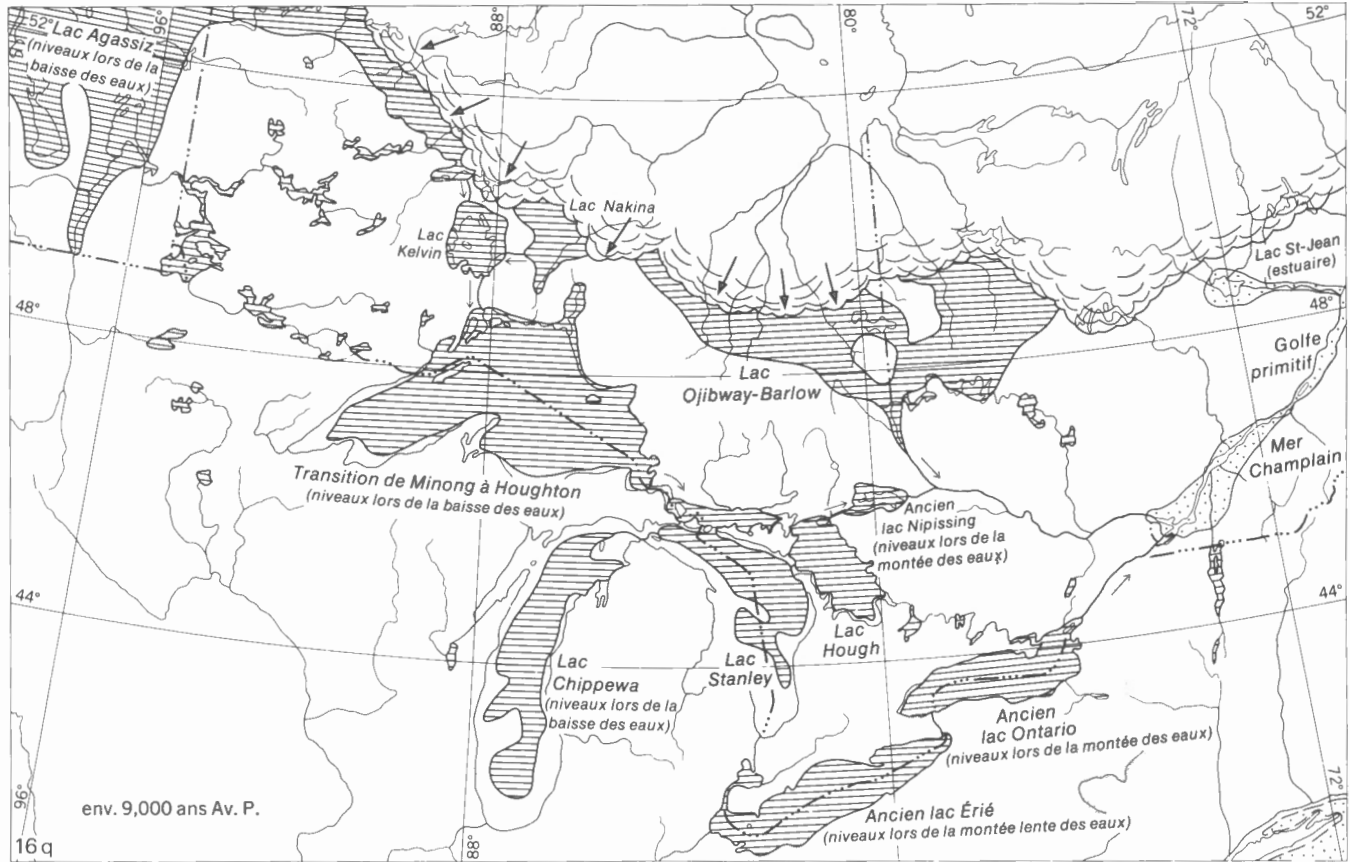 52°
96°
88°
80°
72°
52°
Lac Agassiz
(niveaux lors de la
baisse des eaux)
Lac Nakina
Lac
Kelvin
Lac St-Jean
(estuaire)
48°
48°
Golfe
primitif
Lac
Ojibway-Barlow
Mer
Champlain
Transition de Minong à Houghton
(niveaux lors de la baisse des eaux)
Ancien
lac Nipissing
(niveaux lors de la
montée des eaux)
44°
44°
Lac
Hough
Lac
Stanley
Lac
Chippewa
(niveaux lors de la
baisse des eaux)
Ancien
lac Ontario
(niveaux lors de la montée des eaux)
Ancien lac Érié
(niveaux lors de la montée lente des eaux)
96°
env. 9,000 ans Av. P.
72°
16 q
88°